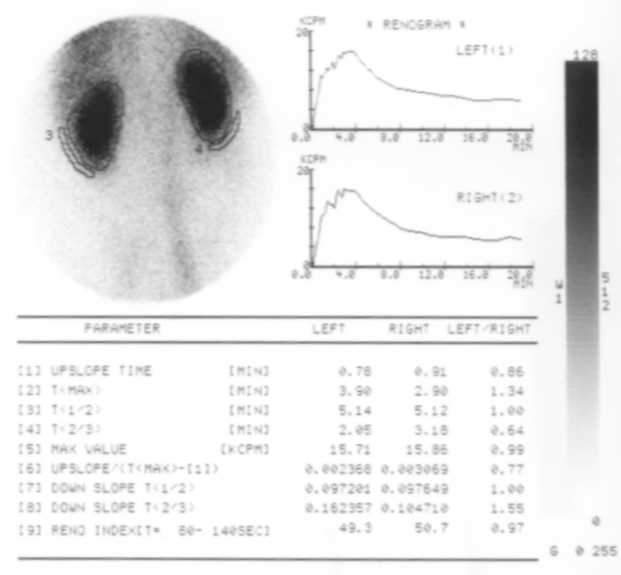 KCPM * RENOGRAM *
20
LEFT(1)
0.0
0.0 4.0 8.0 12.0 16.0 20.0
MIN
KCPM
20
RIGHT(2)
0.0
0.0 4.0 8.0 12.0 16.0 20.0
MIN
3
4
128
512
0
G 0 255
PARAMETER LEFT RIGHT LEFT/RIGHT
[1] UPSLOPE TIME [MIN] 0.78 0.91 0.86
[2] T(MAX) [MIN] 3.90 2.90 1.34
[3] T(1/2) [MIN] 5.14 5.12 1.00
[4] T(2/3) [MIN] 2.05 3.18 0.64
[5] MAX VALUE [KCPM] 15.71 15.86 0.99
[6] UPSLOPE/(T(MAX)-[1]) 0.002368 0.003069 0.77
[7] DOWN SLOPE T(1/2) 0.097201 0.097649 1.00
[8] DOWN SLOPE T(2/3) 0.162357 0.104710 1.55
[9] RENO INDEX[T* 80- 140SEC] 49.3 50.7 0.97